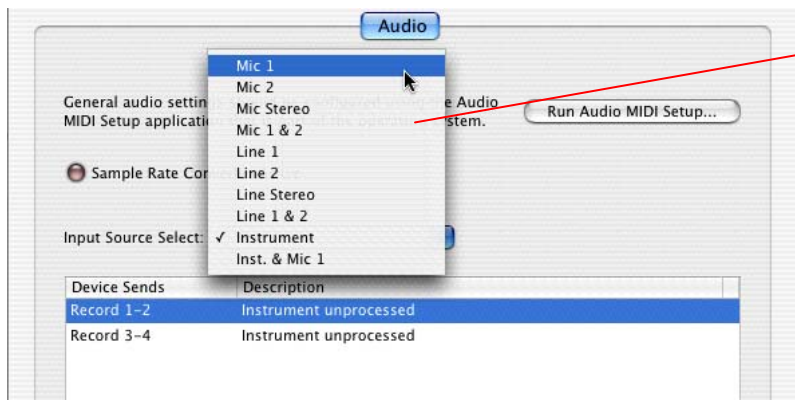 Audio
Mic 1
Mic 2
Mic Stereo
Mic 1 & 2
Line 1
Line 2
Line Stereo
Line 1 & 2
✓ Instrument
Inst. & Mic 1
General audio settin e Audio
MIDI Setup applicati stem.
Run Audio MIDI Setup...
Sample Rate Co
Input Source Select:
Device Sends Description
Record 1-2 Instrument unprocessed
Record 3-4 Instrument unprocessed